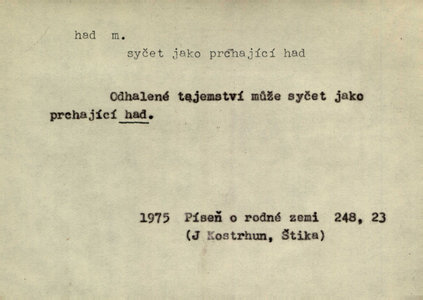 had m.
syčet jako prchající had
Odhalené tajemství může syčet jako
prchající had.
1975 Píseň o rodné zemi 248, 23
(J Kostrhun, Štika)